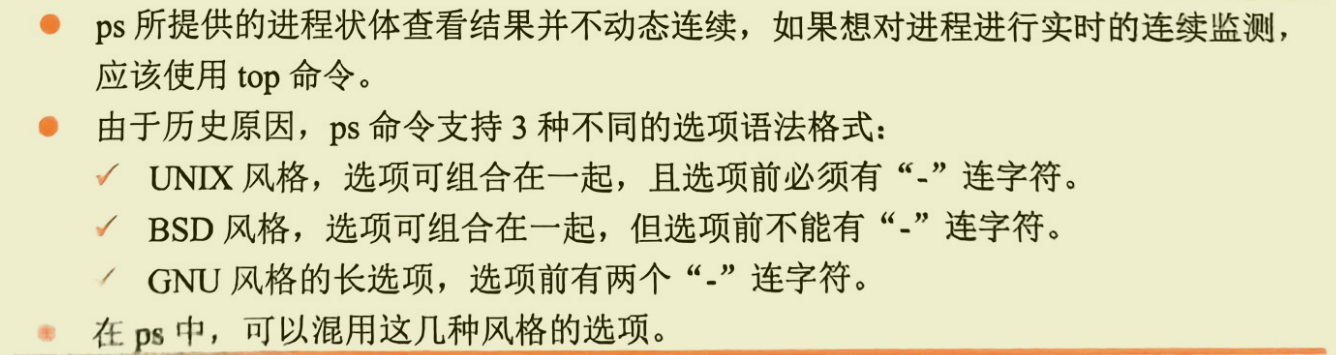 ps 所提供的进程状体查看结果并不动态连续，如果想对进程进行实时的连续监测，
应该使用 top 命令。
由于历史原因，ps 命令支持 3 种不同的选项语法格式：
UNIX 风格，选项可组合在一起，且选项前必须有“-”连字符。
BSD 风格，选项可组合在一起，但选项前不能有“-”连字符。
GNU 风格的长选项，选项前有两个“-”连字符。
在 ps 中，可以混用这几种风格的选项。